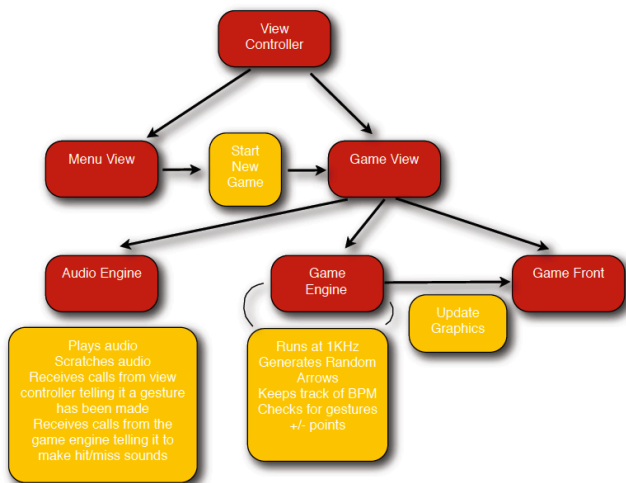 View
Controller
Menu View
Start
New
Game
Game View
Audio Engine
Game
Engine
Game Front
Update
Graphics
Plays audio
Scratches audio
Receives calls from view
controller telling it a gesture
has been made
Receives calls from the
game engine telling it to
make hit/miss sounds
Runs at 1KHz
Generates Random
Arrows
Keeps track of BPM
Checks for gestures
+/- points